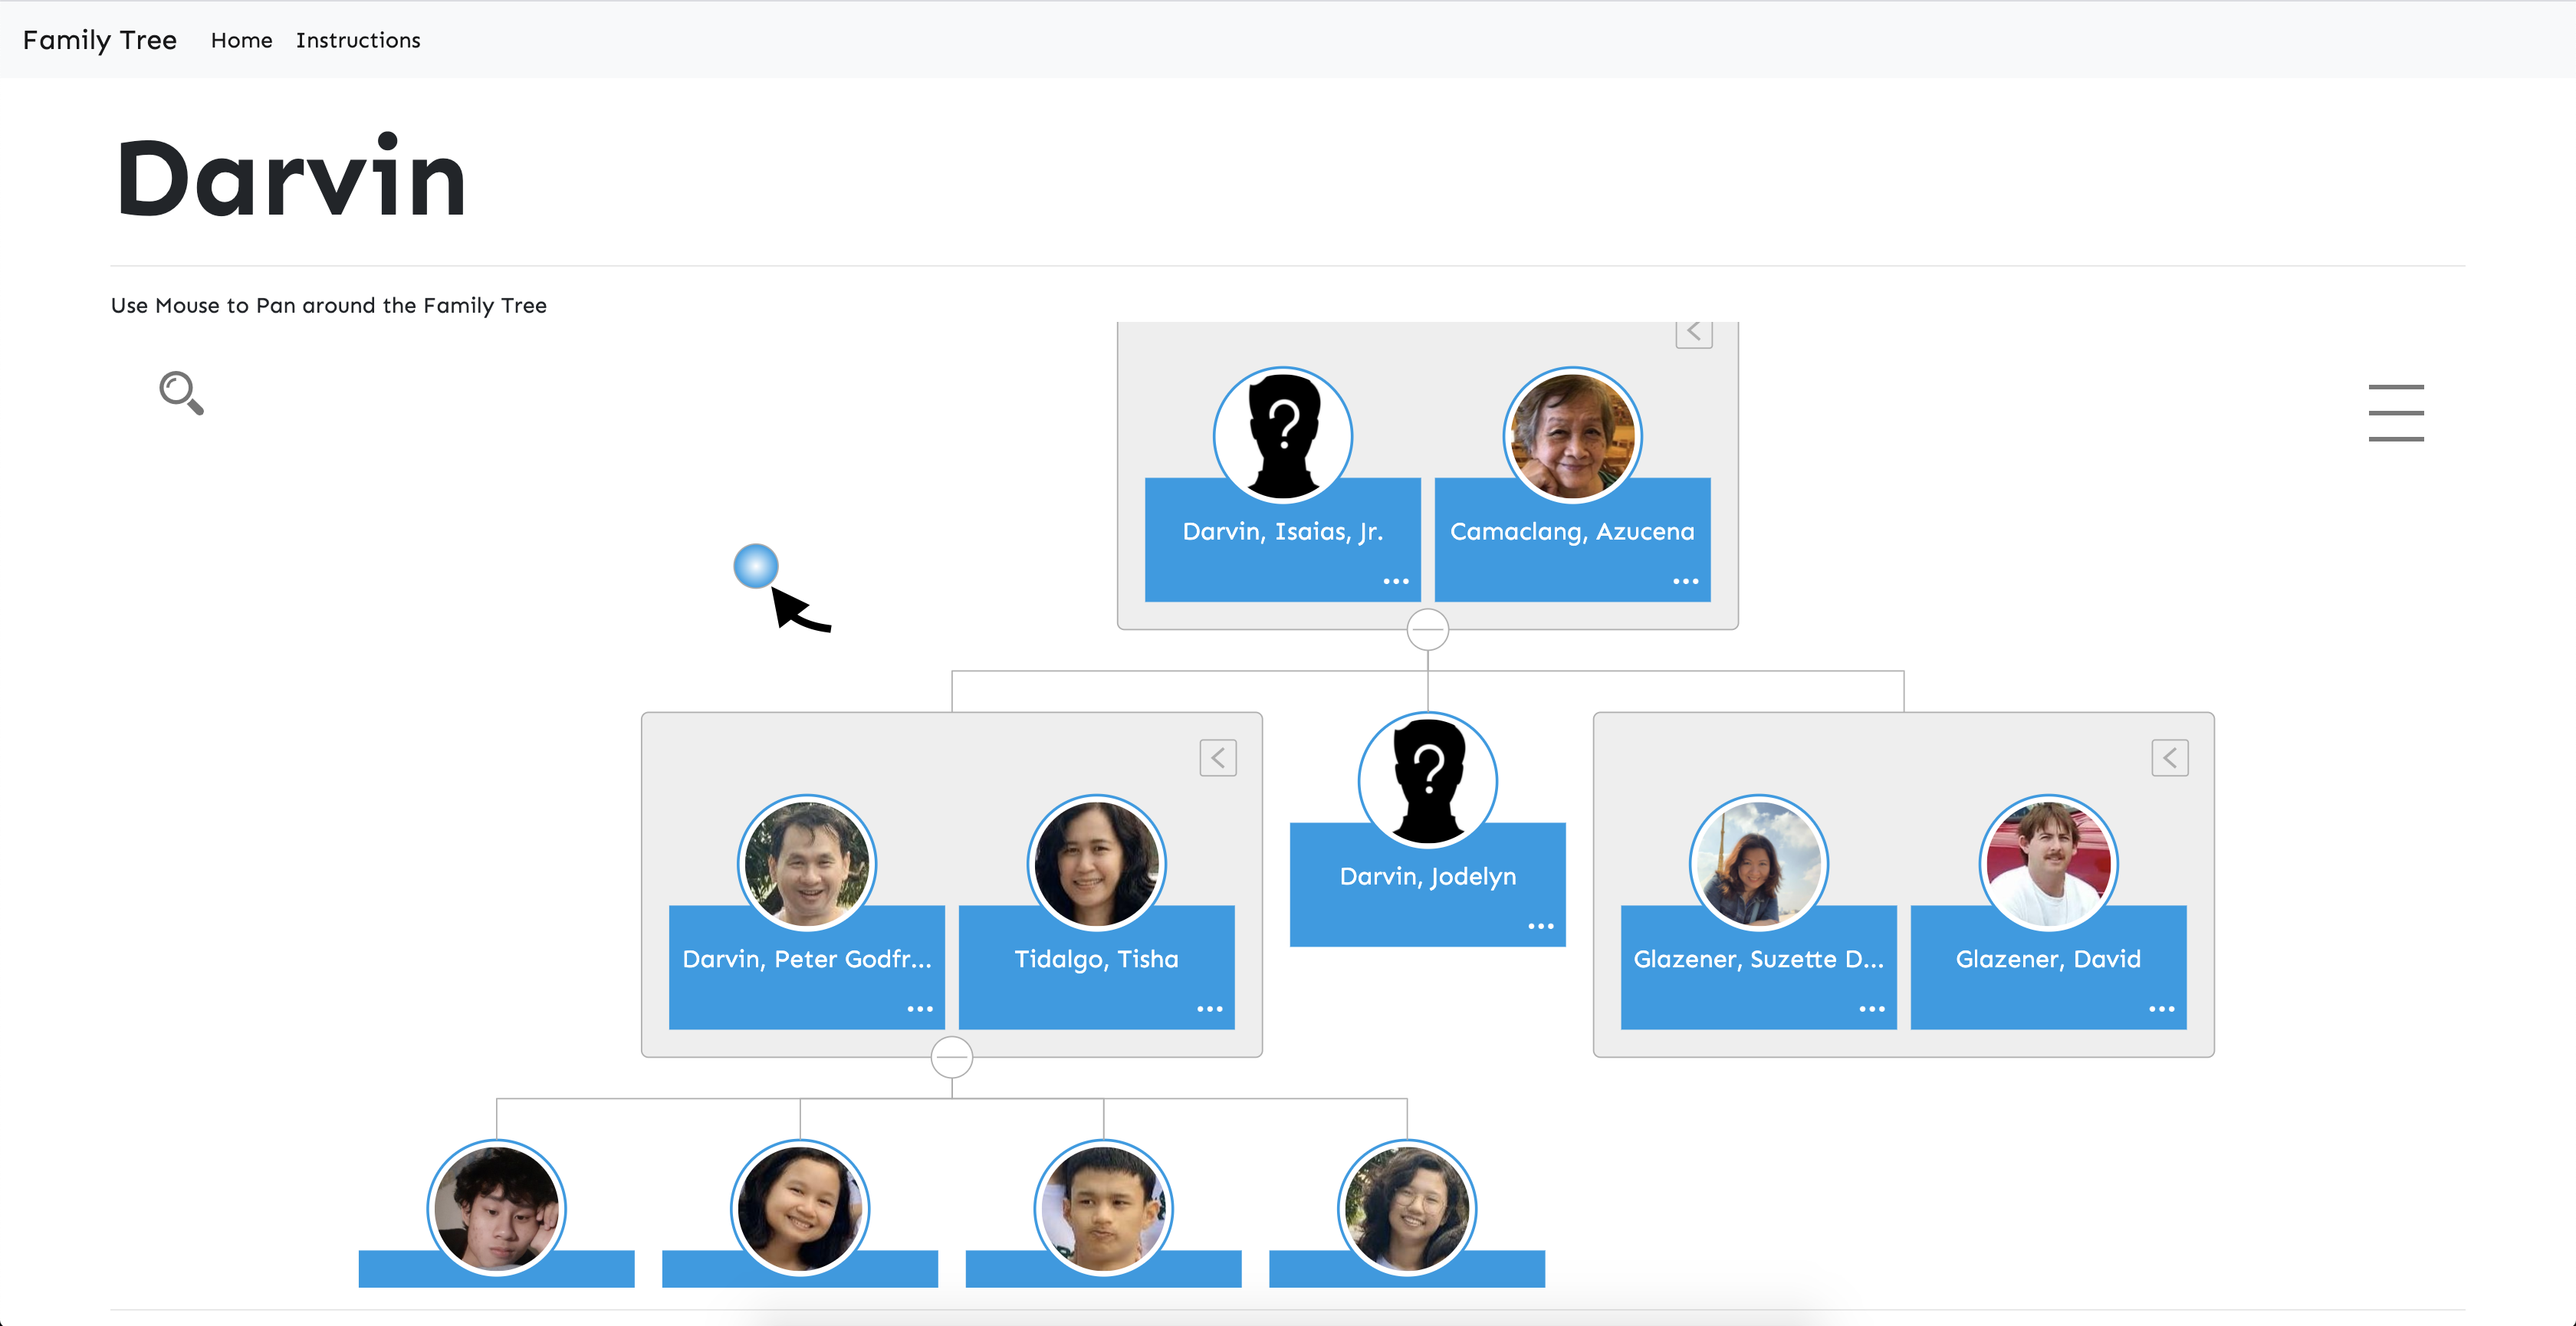 Family Tree Home Instructions
Darvin
Use Mouse to Pan around the Family Tree
Darvin, Isaias, Jr.
Camaclang, Azucena
Darvin, Jodelyn
Darvin, Peter Godfr...
Tidalgo, Tisha
Glazener, Suzette D...
Glazener, David